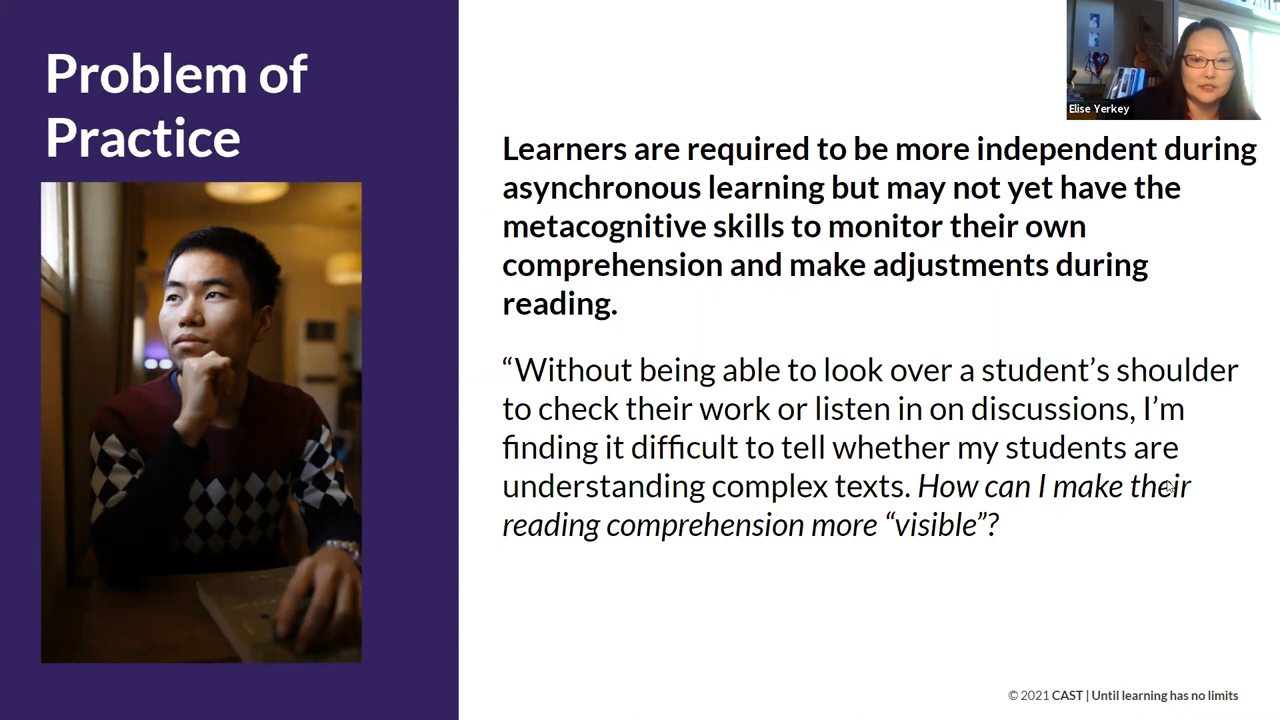 Problem of
Practice
Elise Yerkey
Learners are required to be more independent during
asynchronous learning but may not yet have the
metacognitive skills to monitor their own
comprehension and make adjustments during
reading.
“Without being able to look over a student’s shoulder
to check their work or listen in on discussions, I’m
finding it difficult to tell whether my students are
understanding complex texts. How can I make their
reading comprehension more “visible”?
© 2021 CAST | Until learning has no limits